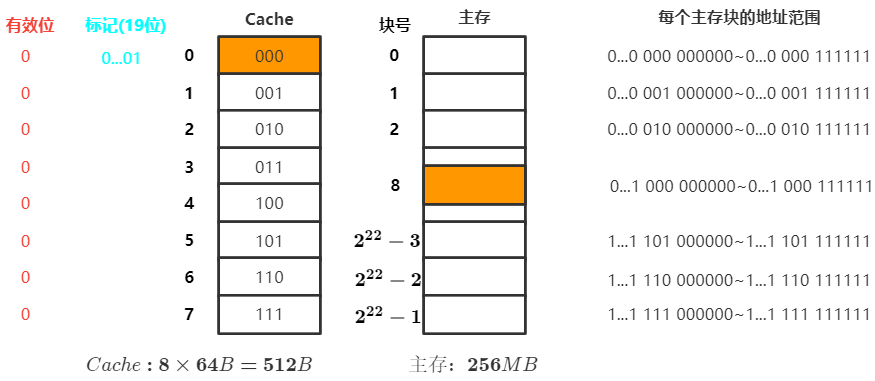 有效位 标记(19位) Cache 块号 主存 每个主存块的地址范围
0 0...01 0 000 0 0...0 000 000000~0...0 000 111111
0 1 001 1 0...0 001 000000~0...0 001 111111
0 2 010 2 0...0 010 000000~0...0 010 111111
0 3 011
8 0...1 000 000000~0...1 000 111111
0 4 100
0 5 101 2^22 − 3 1...1 101 000000~1...1 101 111111
0 6 110 2^22 − 2 1...1 110 000000~1...1 110 111111
0 7 111 2^22 − 1 1...1 111 000000~1...1 111 111111
Cache : 8 × 64B = 512B 主存：256MB